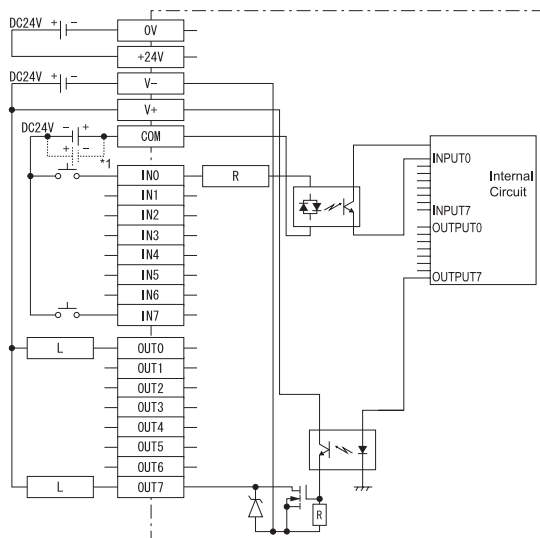 DC24V + − 0V
+24V
DC24V + − V-
V+
DC24V − + COM
+ − *1
IN0 R
IN1
IN2
IN3
IN4
IN5
IN6
IN7
L OUT0
OUT1
OUT2
OUT3
OUT4
OUT5
OUT6
L OUT7
R
INPUT0
Internal
Circuit
INPUT7
OUTPUT0
OUTPUT7